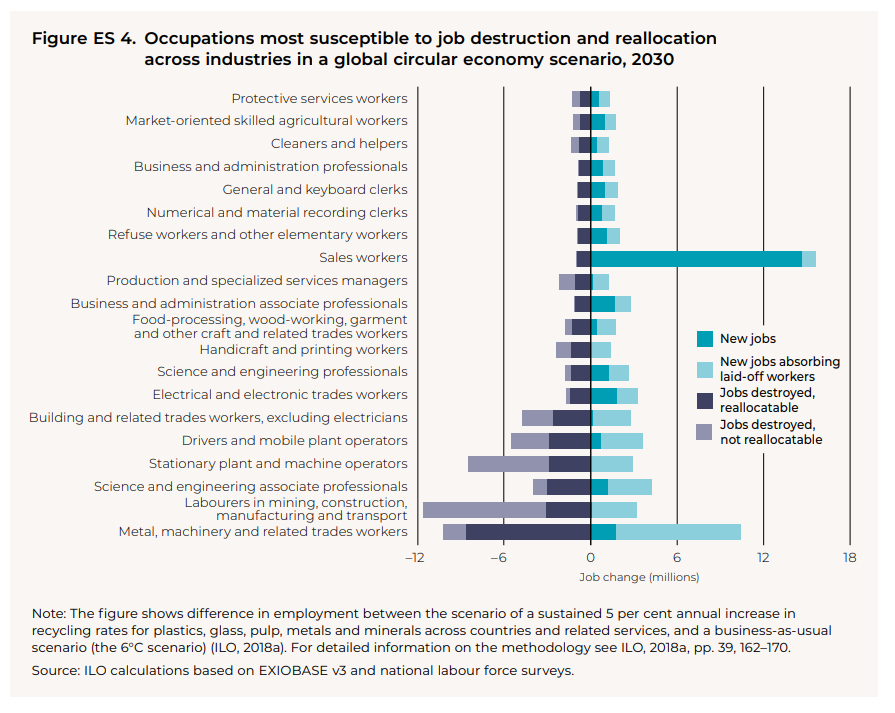 Figure ES 4. Occupations most susceptible to job destruction and reallocation
across industries in a global circular economy scenario, 2030
Protective services workers
Market-oriented skilled agricultural workers
Cleaners and helpers
Business and administration professionals
General and keyboard clerks
Numerical and material recording clerks
Refuse workers and other elementary workers
Sales workers
Production and specialized services managers
Business and administration associate professionals
Food-processing, wood-working, garment
and other craft and related trades workers
Handicraft and printing workers
Science and engineering professionals
Electrical and electronic trades workers
Building and related trades workers, excluding electricians
Drivers and mobile plant operators
Stationary plant and machine operators
Science and engineering associate professionals
Labourers in mining, construction,
manufacturing and transport
Metal, machinery and related trades workers
New jobs
New jobs absorbing
laid-off workers
Jobs destroyed,
reallocatable
Jobs destroyed,
not reallocatable
–12 –6 0 6 12 18
Job change (millions)
Note: The figure shows difference in employment between the scenario of a sustained 5 per cent annual increase in
recycling rates for plastics, glass, pulp, metals and minerals across countries and related services, and a business-as-usual
scenario (the 6°C scenario) (ILO, 2018a). For detailed information on the methodology see ILO, 2018a, pp. 39, 162–170.
Source: ILO calculations based on EXIOBASE v3 and national labour force surveys.